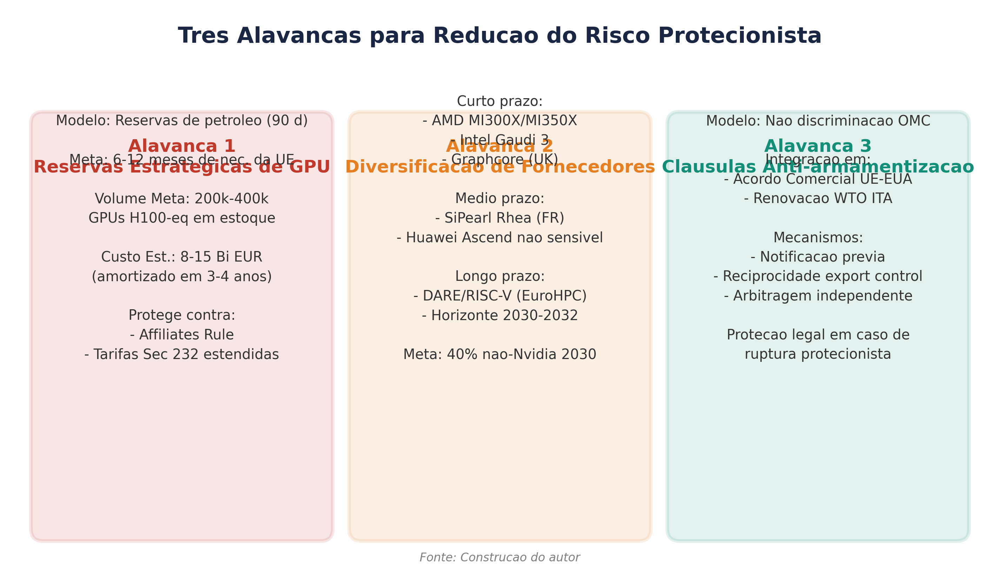 Tres Alavancas para Reducao do Risco Protecionista
Alavanca 1
Reservas Estrategicas de GPU
Modelo: Reservas de petroleo (90 d)
Meta: 6-12 meses de nec. da UE
Volume Meta: 200k-400k
GPUs H100-eq em estoque
Custo Est.: 8-15 Bi EUR
(amortizado em 3-4 anos)
Protege contra:
- Affiliates Rule
- Tarifas Sec 232 estendidas
Alavanca 2
Diversificacao de Fornecedores
Curto prazo:
- AMD MI300X/MI350X
- Intel Gaudi 3
- Graphcore (UK)
Medio prazo:
- SiPearl Rhea (FR)
- Huawei Ascend nao sensivel
Longo prazo:
- DARE/RISC-V (EuroHPC)
- Horizonte 2030-2032
Meta: 40% nao-Nvidia 2030
Alavanca 3
Clausulas Anti-armamentizacao
Modelo: Nao discriminacao OMC
Integracao em:
- Acordo Comercial UE-EUA
- Renovacao WTO ITA
Mecanismos:
- Notificacao previa
- Reciprocidade export control
- Arbitragem independente
Protecao legal em caso de
ruptura protecionista
Fonte: Construcao do autor